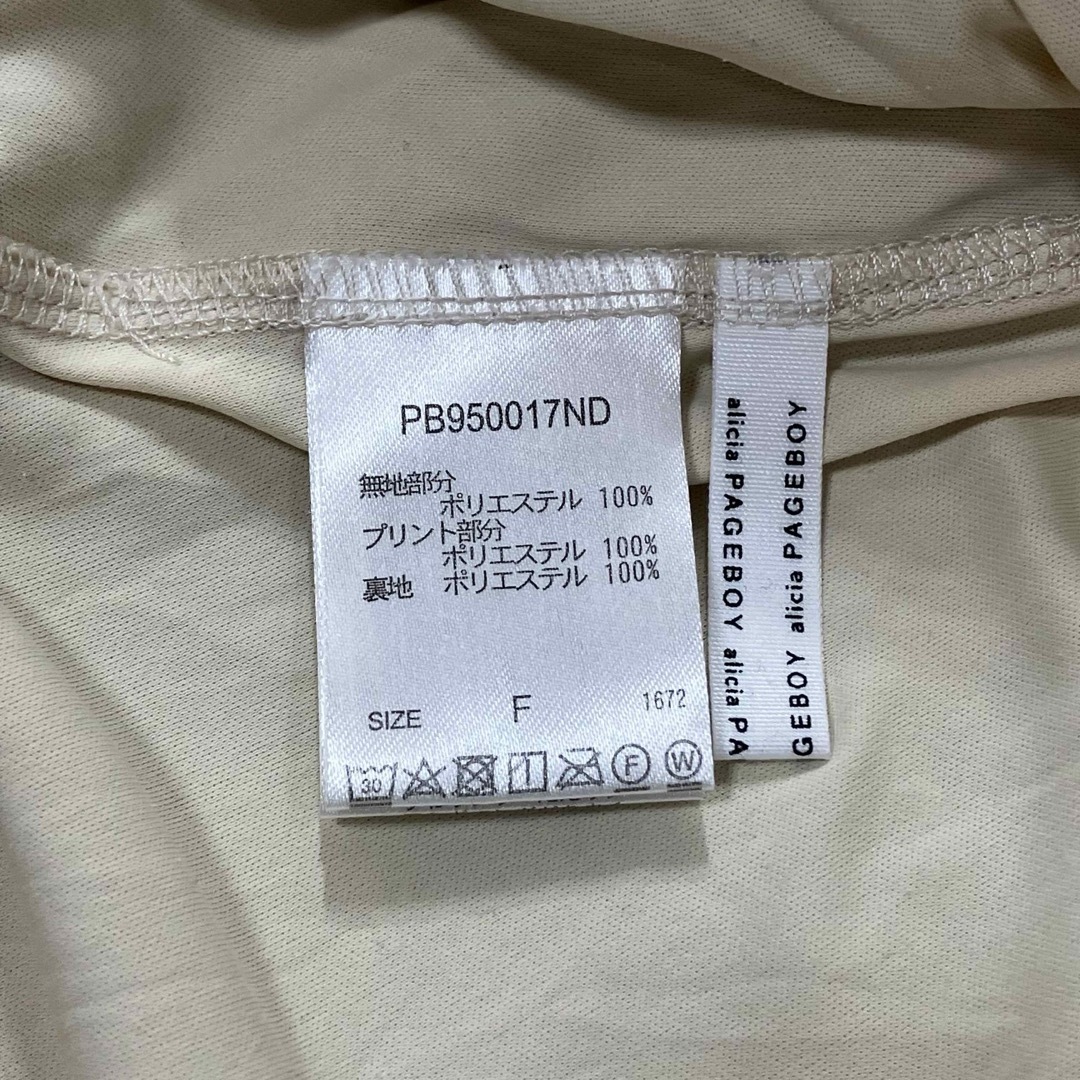 PB950017ND
無地部分
ポリエステル 100%
プリント部分
ポリエステル 100%
裏地 ポリエステル 100%
SIZE F 1672
30 F W
alicia PAGEBOY alicia PA
GEBOY alicia PAGEBOY